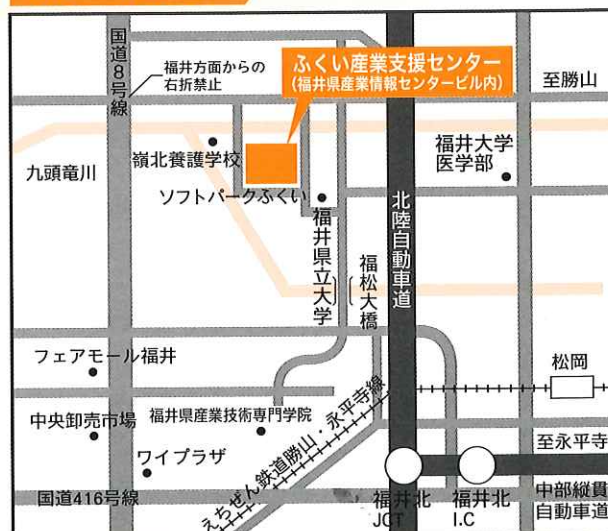 国道8号線
福井方面からの
右折禁止
ふくい産業支援センター
(福井県産業情報センタービル内)
至勝山
嶺北養護学校
福井大学
医学部
九頭竜川
ソフトパークふくい
福井県立大学
福松大橋
北陸自動車道
フェアモール福井
松岡
中央卸売市場
福井県産業技術専門学院
えちぜん鉄道勝山・永平寺線
至永平寺
ワイプラザ
国道416号線
福井北
JCT
福井北
I.C
中部縦貫
自動車道